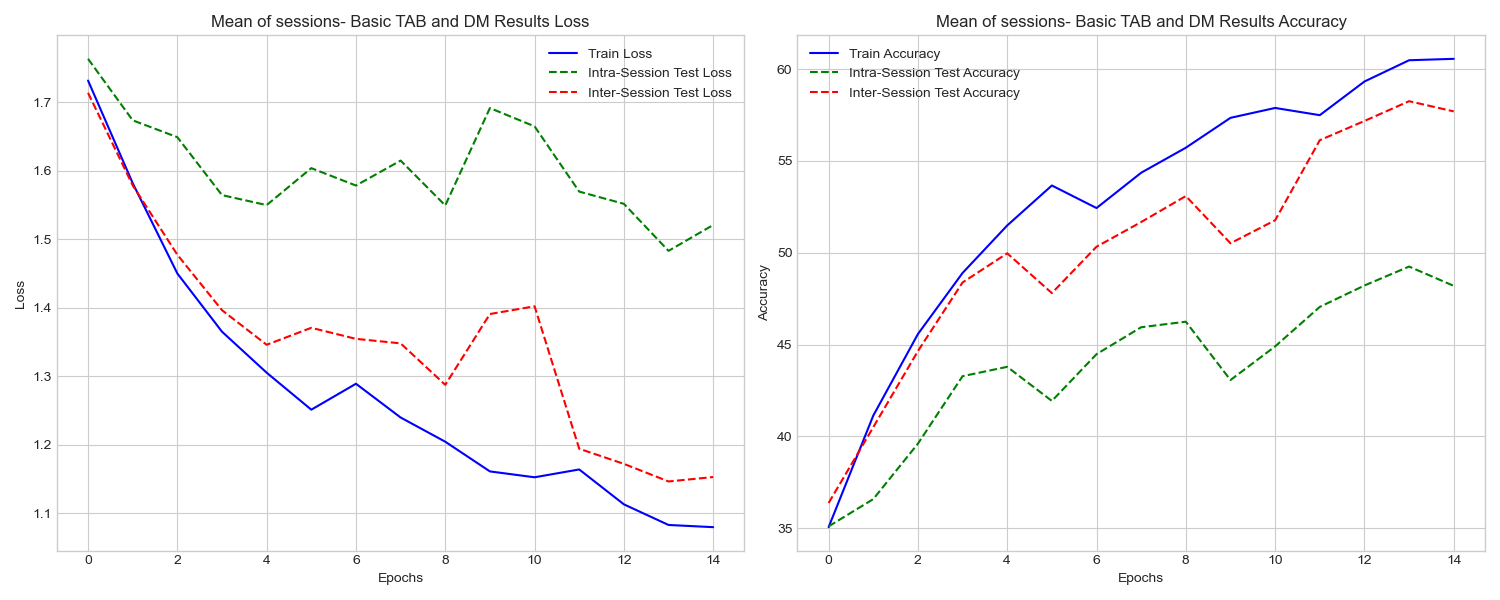 Mean of sessions- Basic TAB and DM Results Loss
Train Loss
Intra-Session Test Loss
Inter-Session Test Loss
Loss
1.7
1.6
1.5
1.4
1.3
1.2
1.1
0 2 4 6 8 10 12 14
Epochs
Mean of sessions- Basic TAB and DM Results Accuracy
Train Accuracy
Intra-Session Test Accuracy
Inter-Session Test Accuracy
Accuracy
60
55
50
45
40
35
0 2 4 6 8 10 12 14
Epochs